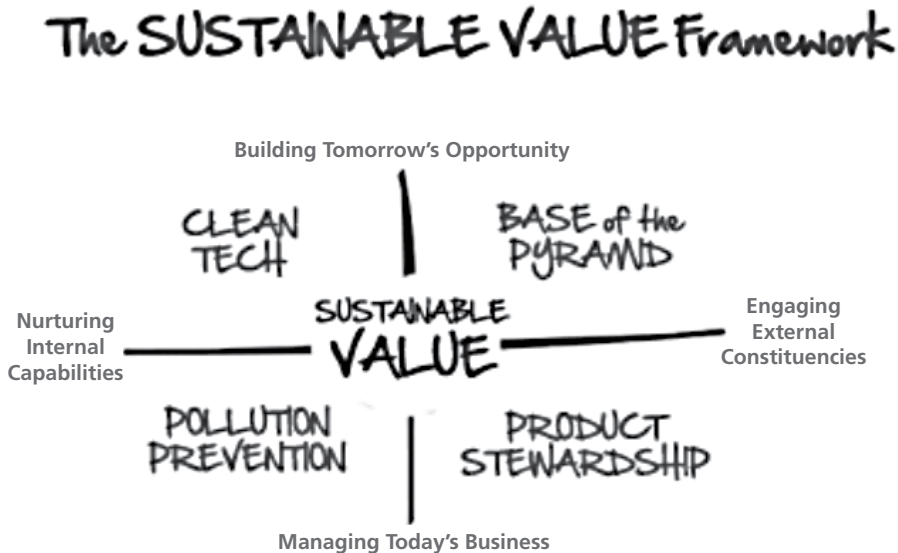 The SUSTAINABLE VALUE Framework
Building Tomorrow's Opportunity
CLEAN
TECH
BASE of the
PYRAMID
Nurturing
Internal
Capabilities
SUSTAINABLE
VALUE
Engaging
External
Constituencies
POLLUTION
PREVENTION
PRODUCT
STEWARDSHIP
Managing Today's Business